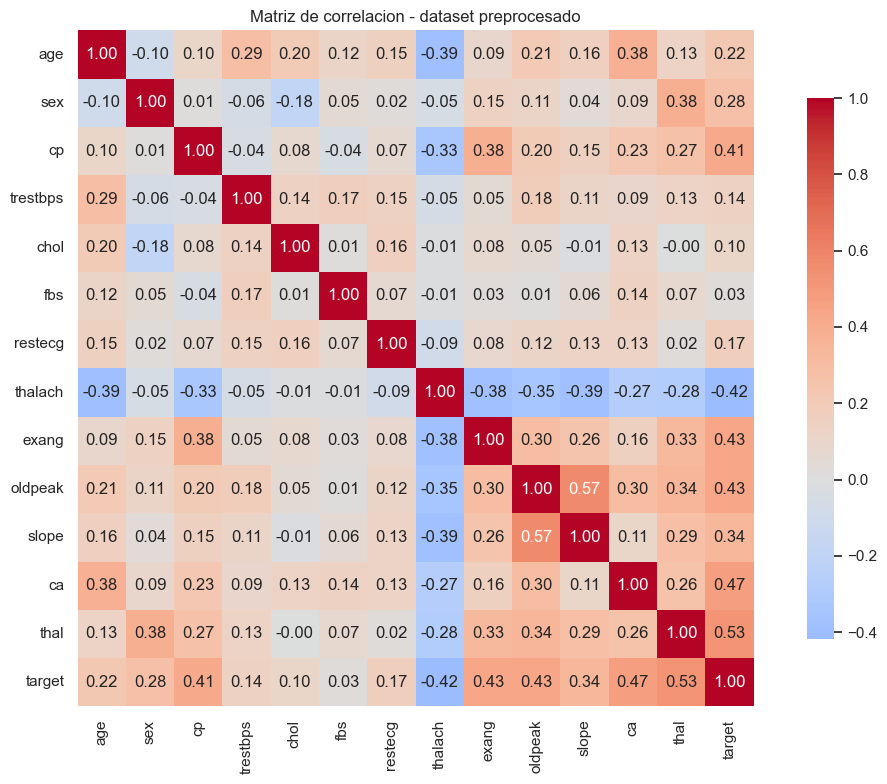 Matriz de correlacion - dataset preprocesado
age 1.00 -0.10 0.10 0.29 0.20 0.12 0.15 -0.39 0.09 0.21 0.16 0.38 0.13 0.22
sex -0.10 1.00 0.01 -0.06 -0.18 0.05 0.02 -0.05 0.15 0.11 0.04 0.09 0.38 0.28
cp 0.10 0.01 1.00 -0.04 0.08 -0.04 0.07 -0.33 0.38 0.20 0.15 0.23 0.27 0.41
trestbps 0.29 -0.06 -0.04 1.00 0.14 0.17 0.15 -0.05 0.05 0.18 0.11 0.09 0.13 0.14
chol 0.20 -0.18 0.08 0.14 1.00 0.01 0.16 -0.01 0.08 0.05 -0.01 0.13 -0.00 0.10
fbs 0.12 0.05 -0.04 0.17 0.01 1.00 0.07 -0.01 0.03 0.01 0.06 0.14 0.07 0.03
restecg 0.15 0.02 0.07 0.15 0.16 0.07 1.00 -0.09 0.08 0.12 0.13 0.13 0.02 0.17
thalach -0.39 -0.05 -0.33 -0.05 -0.01 -0.01 -0.09 1.00 -0.38 -0.35 -0.39 -0.27 -0.28 -0.42
exang 0.09 0.15 0.38 0.05 0.08 0.03 0.08 -0.38 1.00 0.30 0.26 0.16 0.33 0.43
oldpeak 0.21 0.11 0.20 0.18 0.05 0.01 0.12 -0.35 0.30 1.00 0.57 0.30 0.34 0.43
slope 0.16 0.04 0.15 0.11 -0.01 0.06 0.13 -0.39 0.26 0.57 1.00 0.11 0.29 0.34
ca 0.38 0.09 0.23 0.09 0.13 0.14 0.13 -0.27 0.16 0.30 0.11 1.00 0.26 0.47
thal 0.13 0.38 0.27 0.13 -0.00 0.07 0.02 -0.28 0.33 0.34 0.29 0.26 1.00 0.53
target 0.22 0.28 0.41 0.14 0.10 0.03 0.17 -0.42 0.43 0.43 0.34 0.47 0.53 1.00
age sex cp trestbps chol fbs restecg thalach exang oldpeak slope ca thal target
1.0
0.8
0.6
0.4
0.2
0.0
−0.2
−0.4